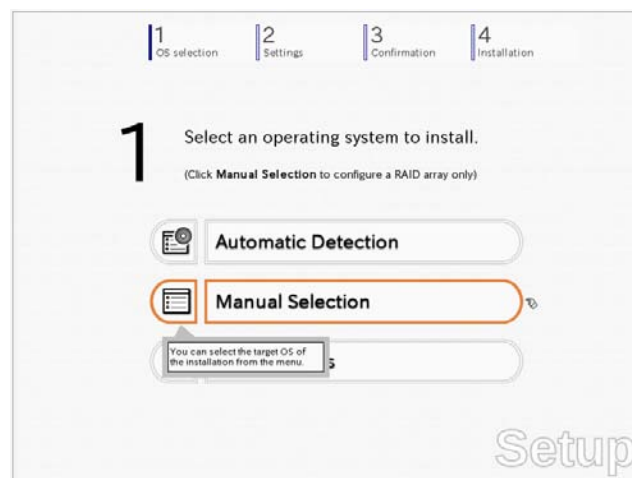 1
OS selection
2
Settings
3
Confirmation
4
Installation
1
Select an operating system to install.
(Click Manual Selection to configure a RAID array only)
Automatic Detection
Manual Selection
You can select the target OS of
the installation from the menu.
Setup